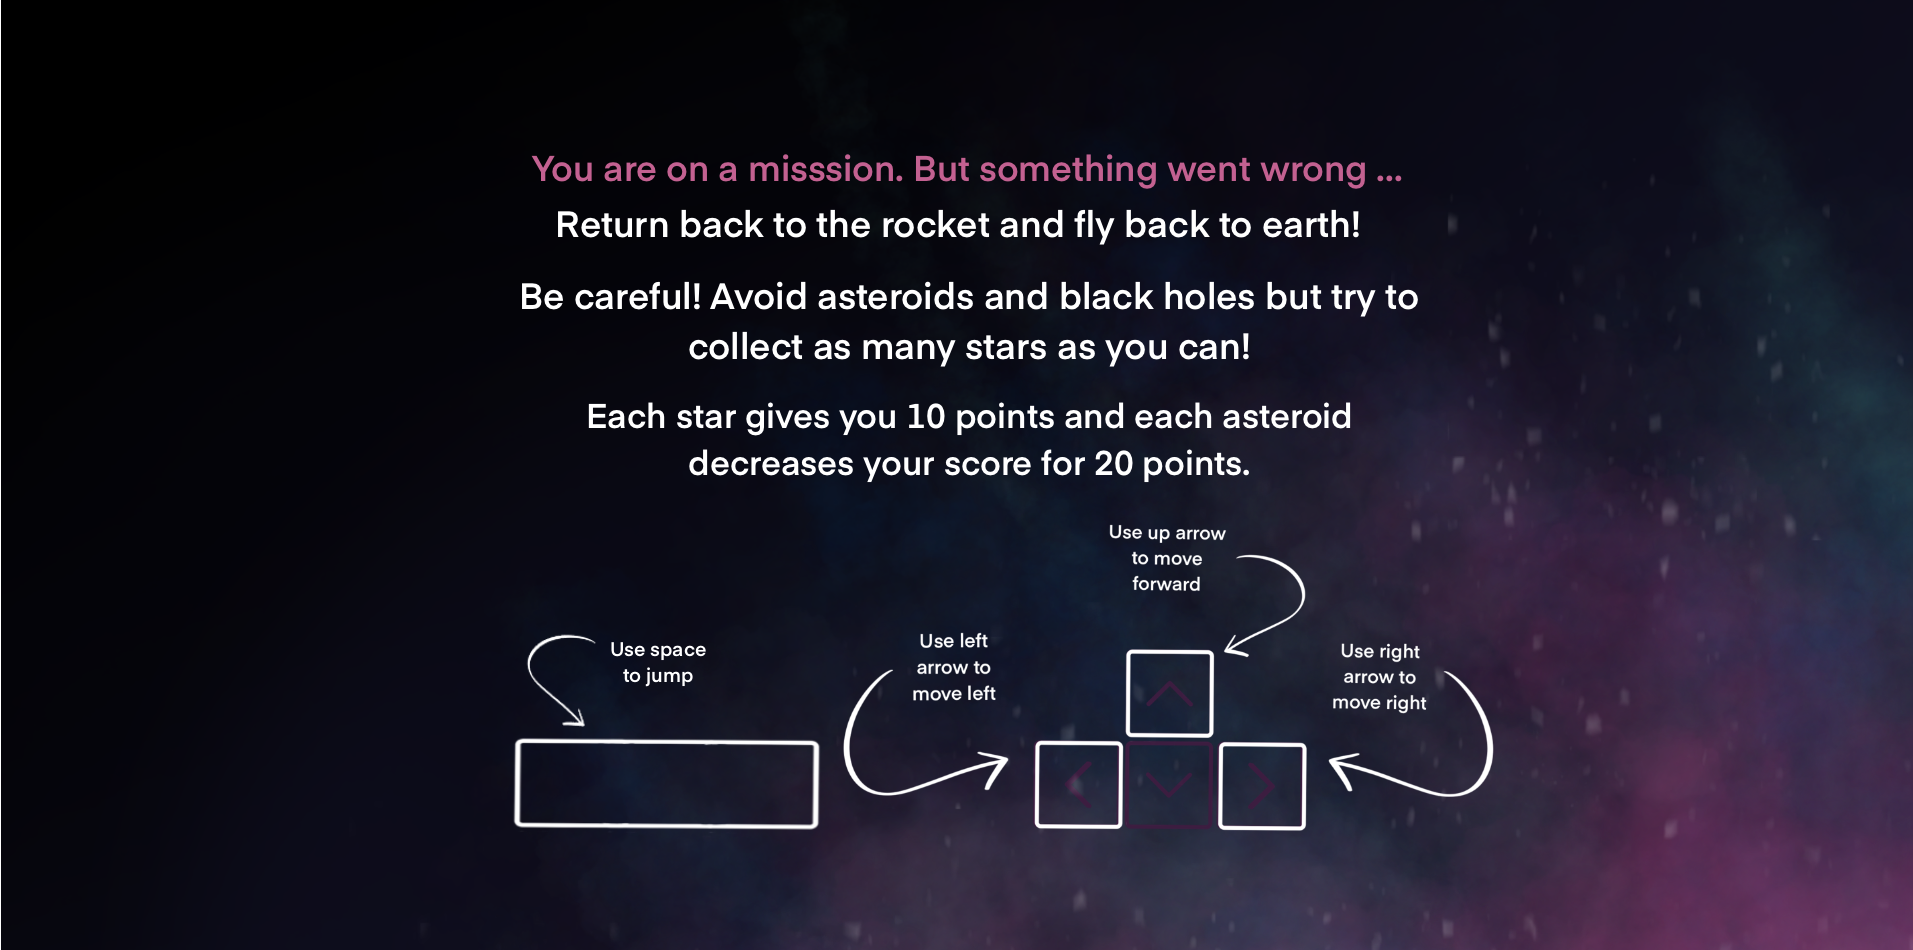 You are on a misssion. But something went wrong ...
Return back to the rocket and fly back to earth!
Be careful! Avoid asteroids and black holes but try to
collect as many stars as you can!
Each star gives you 10 points and each asteroid
decreases your score for 20 points.
Use space
to jump
Use left
arrow to
move left
Use up arrow
to move
forward
Use right
arrow to
move right